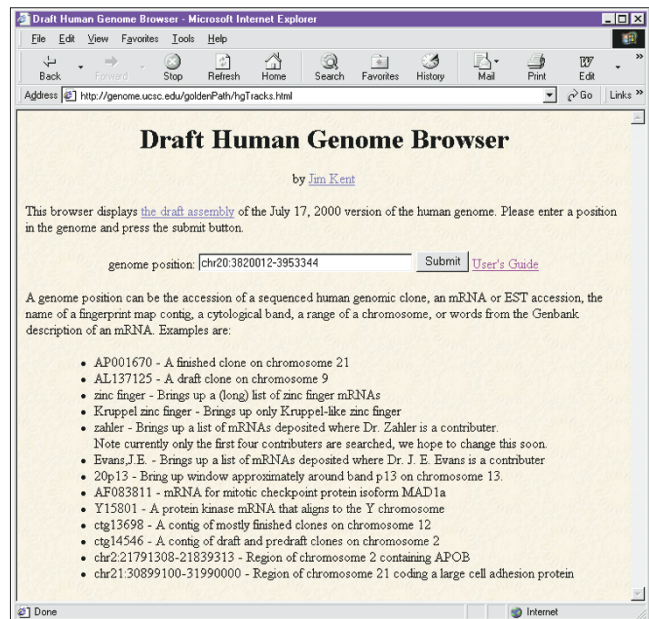 Draft Human Genome Browser - Microsoft Internet Explorer
File Edit View Favorites Tools Help
Back Forward Stop Refresh Home Search Favorites History Mail Print Edit »
Address http://genome.ucsc.edu/goldenPath/hgTracks.html Go Links »
Draft Human Genome Browser
by Jim Kent
This browser displays the draft assembly of the July 17, 2000 version of the human genome. Please enter a position
in the genome and press the submit button.
genome position: chr20:3820012-3953344 Submit User's Guide
A genome position can be the accession of a sequenced human genomic clone, an mRNA or EST accession, the
name of a fingerprint map contig, a cytological band, a range of a chromosome, or words from the Genbank
description of an mRNA. Examples are:
• AP001670 - A finished clone on chromosome 21
• AL137125 - A draft clone on chromosome 9
• zinc finger - Brings up a (long) list of zinc finger mRNAs
• Kruppel zinc finger - Brings up only Kruppel-like zinc finger
• zahler - Brings up a list of mRNAs deposited where Dr. Zahler is a contributer.
Note currently only the first four contributers are searched, we hope to change this soon.
• Evans,J.E. - Brings up a list of mRNAs deposited where Dr. J. E. Evans is a contributer
• 20p13 - Bring up window approximately around band p13 on chromosome 13.
• AF083811 - mRNA for mitotic checkpoint protein isoform MAD1a
• Y15801 - A protein kinase mRNA that aligns to the Y chromosome
• ctg13698 - A contig of mostly finished clones on chromosome 12
• ctg14546 - A contig of draft and predraft clones on chromosome 2
• chr2:21791308-21839313 - Region of chromosome 2 containing APOB
• chr21:30899100-31990000 - Region of chromosome 21 coding a large cell adhesion protein
Done Internet